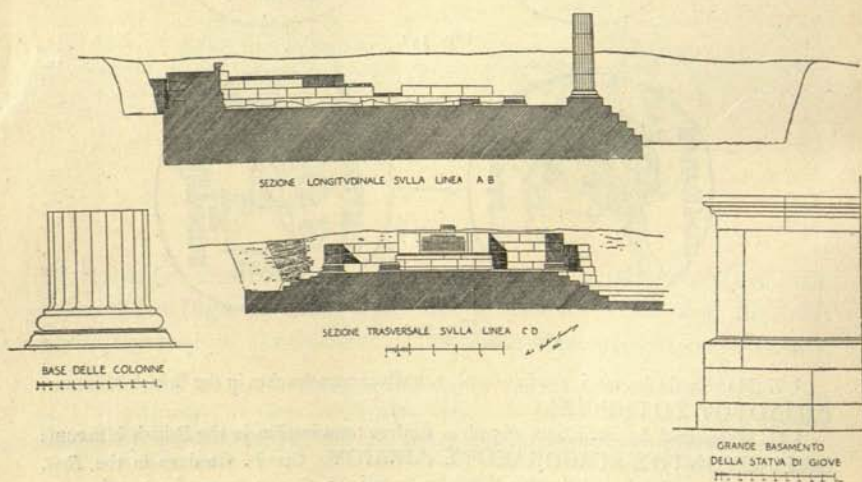 SEZIONE LONGITVDINALE SVLLA LINEA A B
SEZIONE TRASVERSALE SVLLA LINEA C D
BASE DELLE COLONNE
GRANDE BASAMENTO
DELLA STATVA DI GIOVE